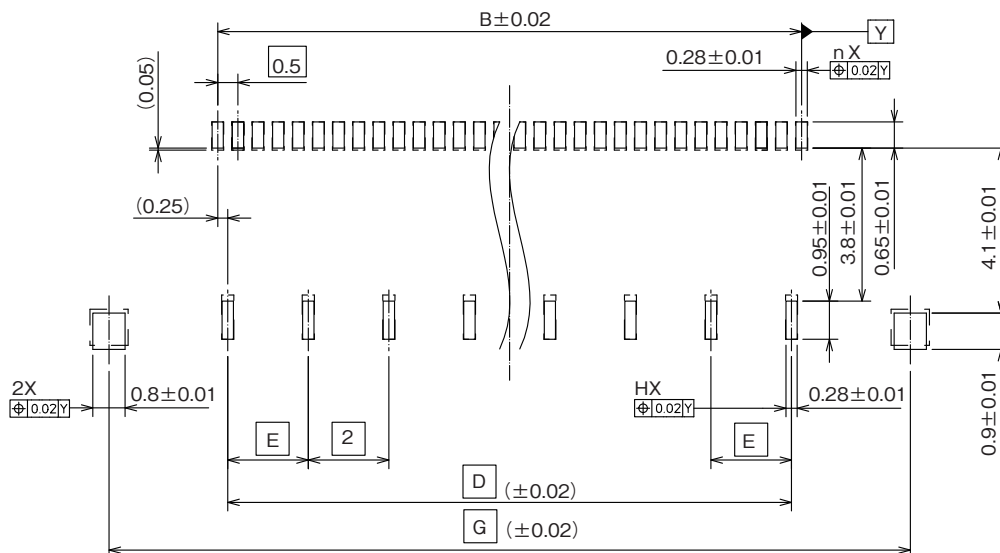 B±0.02
Y
0.5
0.28±0.01
nX
⌖ 0.02 Y
(0.05)
(0.25)
0.95±0.01
3.8±0.01
0.65±0.01
4.1±0.01
2X
⌖ 0.02 Y
0.8±0.01
HX
⌖ 0.02 Y
0.28±0.01
0.9±0.01
E
2
E
D (±0.02)
G (±0.02)